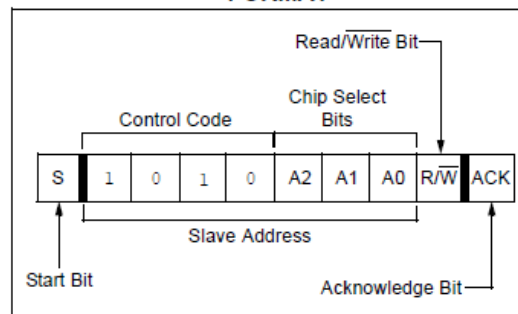 Read/Write Bit
Chip Select
Bits
Control Code
S 1 0 1 0 A2 A1 A0 R/W ACK
Slave Address
Start Bit
Acknowledge Bit